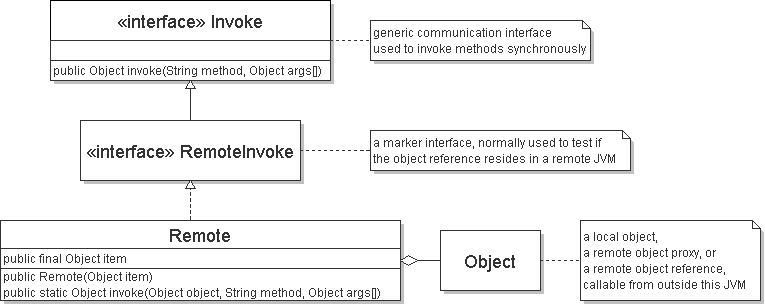 «interface» Invoke
public Object invoke(String method, Object args[])
generic communication interface
used to invoke methods synchronously
«interface» RemoteInvoke
a marker interface, normally used to test if
the object reference resides in a remote JVM
Remote
public final Object item
public Remote(Object item)
public static Object invoke(Object object, String method, Object args[])
Object
a local object,
a remote object proxy, or
a remote object reference,
callable from outside this JVM